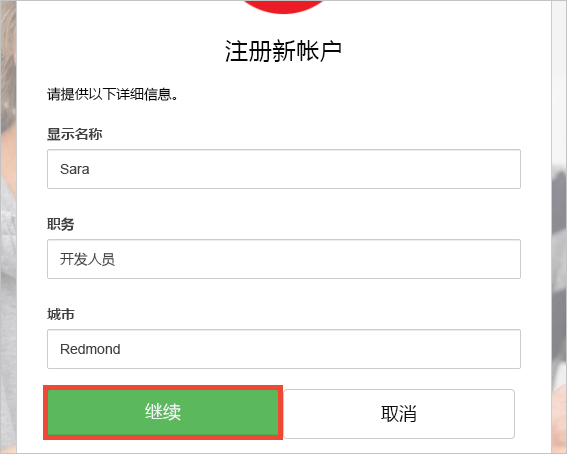 注册新帐户
请提供以下详细信息。
显示名称
Sara
职务
开发人员
城市
Redmond
继续
取消